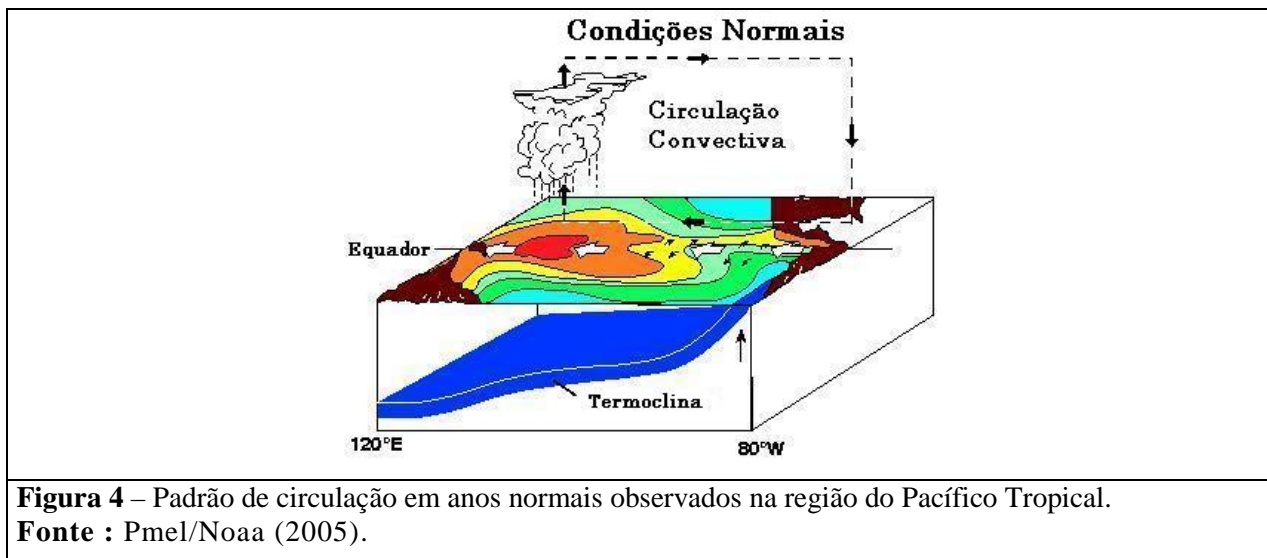 Condições Normais
Circulação
Convectiva
Equador
Termoclina
120°E
80°W
Figura 4 – Padrão de circulação em anos normais observados na região do Pacífico Tropical.
Fonte : Pmel/Noaa (2005).